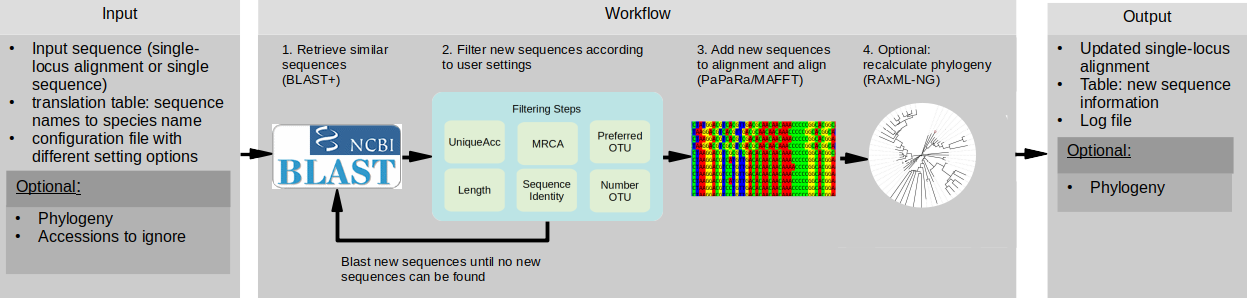 Input
• Input sequence (single-
locus alignment or single
sequence)
• translation table: sequence
names to species name
• configuration file with
different setting options
Optional:
• Phylogeny
• Accessions to ignore
Workflow
1. Retrieve similar
sequences
(BLAST+)
NCBI
BLAST
2. Filter new sequences according
to user settings
Filtering Steps
UniqueAcc
MRCA
Preferred
OTU
Length
Sequence
Identity
Number
OTU
Blast new sequences until no new
sequences can be found
3. Add new sequences
to alignment and align
(PaPaRa/MAFFT)
4. Optional:
recalculate phylogeny
(RAxML-NG)
Output
• Updated single-locus
alignment
• Table: new sequence
information
• Log file
Optional:
• Phylogeny